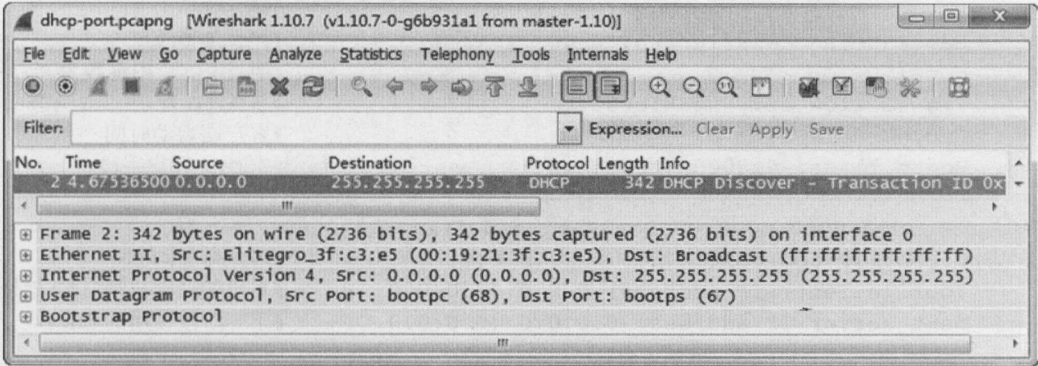 dhcp-port.pcapng [Wireshark 1.10.7 (v1.10.7-0-g6b931a1 from master-1.10)]
File Edit View Go Capture Analyze Statistics Telephony Tools Internals Help
Filter: Expression... Clear Apply Save
No. Time Source Destination Protocol Length Info
2 4.67536500 0.0.0.0 255.255.255.255 DHCP 342 DHCP Discover - Transaction ID 0x
Frame 2: 342 bytes on wire (2736 bits), 342 bytes captured (2736 bits) on interface 0
Ethernet II, Src: Elitegro_3f:c3:e5 (00:19:21:3f:c3:e5), Dst: Broadcast (ff:ff:ff:ff:ff:ff)
Internet Protocol Version 4, Src: 0.0.0.0 (0.0.0.0), Dst: 255.255.255.255 (255.255.255.255)
User Datagram Protocol, Src Port: bootpc (68), Dst Port: bootps (67)
Bootstrap Protocol